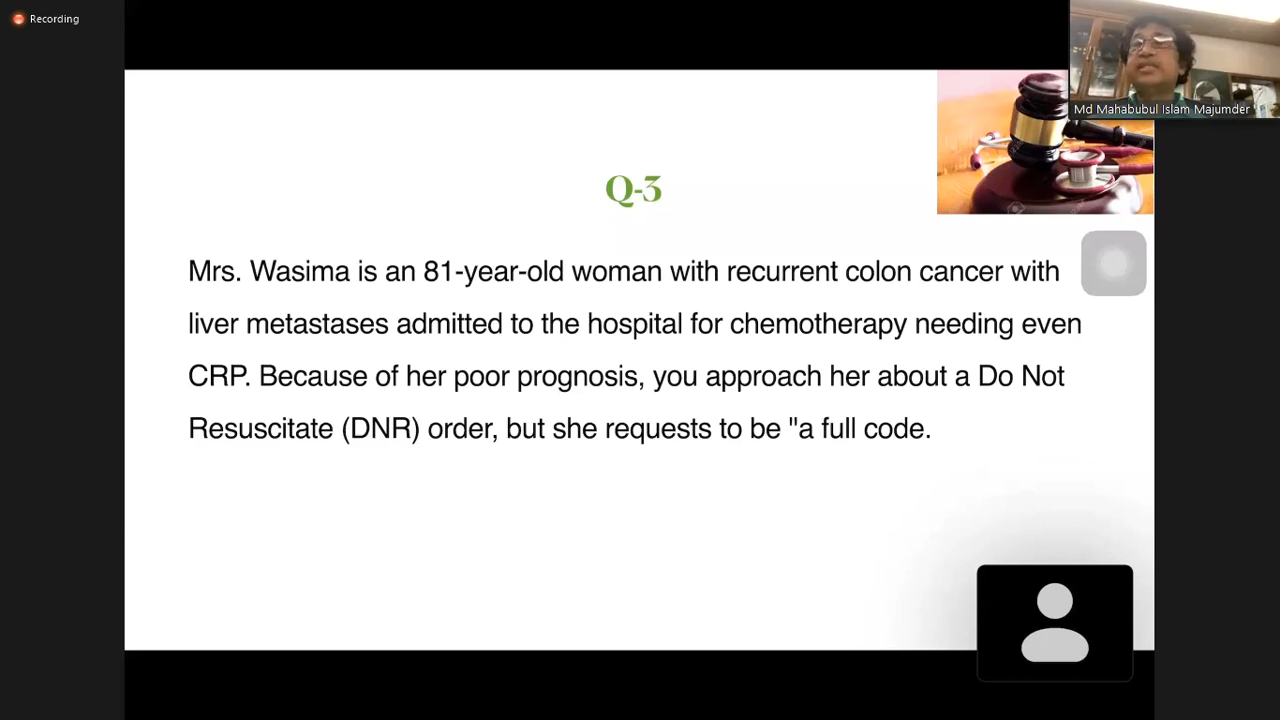 Recording
Md Mahabubul Islam Majumder
Q-3
Mrs. Wasima is an 81-year-old woman with recurrent colon cancer with
liver metastases admitted to the hospital for chemotherapy needing even
CRP. Because of her poor prognosis, you approach her about a Do Not
Resuscitate (DNR) order, but she requests to be "a full code.